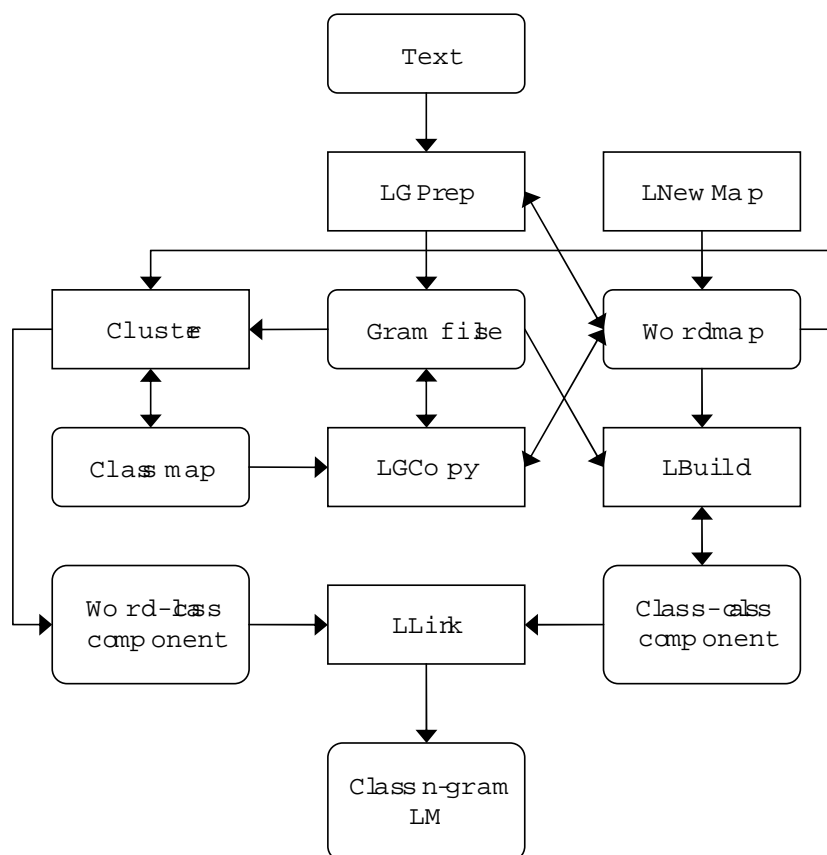 Text
LGPrep
LNewMap
Cluster
Gram files
Wordmap
Class map
LGCopy
LBuild
Word-class
component
LLink
Class-class
component
Class n-gram
LM